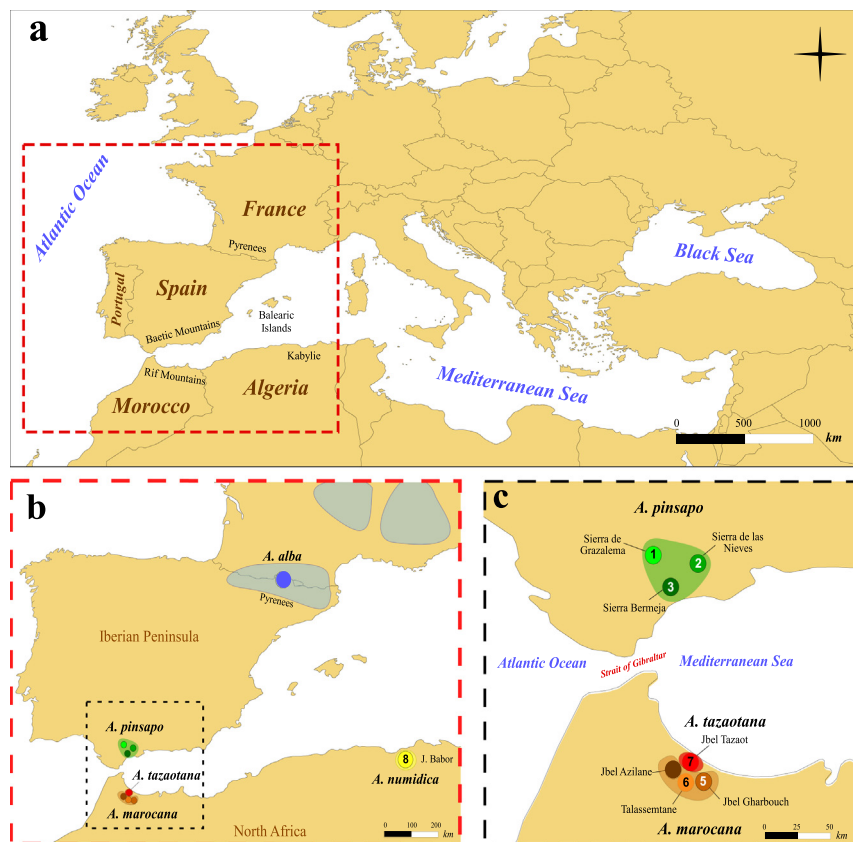 a
Atlantic Ocean
France
Pyrenees
Portugal
Spain
Baetic Mountains
Balearic
Islands
Kabylie
Rif Mountains
Morocco
Algeria
Black Sea
Mediterranean Sea
0 500 1000
km
b
A. alba
Pyrenees
Iberian Peninsula
A. pinsapo
A. tazaotana
A. marocana
8
J. Babor
A. numidica
North Africa
0 100 200
km
c
A. pinsapo
Sierra de
Grazalema
1
Sierra de las
Nieves
2
3
Sierra Bermeja
Atlantic Ocean
Strait of Gibraltar
Mediterranean Sea
A. tazaotana
Jbel Tazaot
7
Jbel Azilane
6
5
Talassemtane
Jbel Gharbouch
A. marocana
0 25 50
km